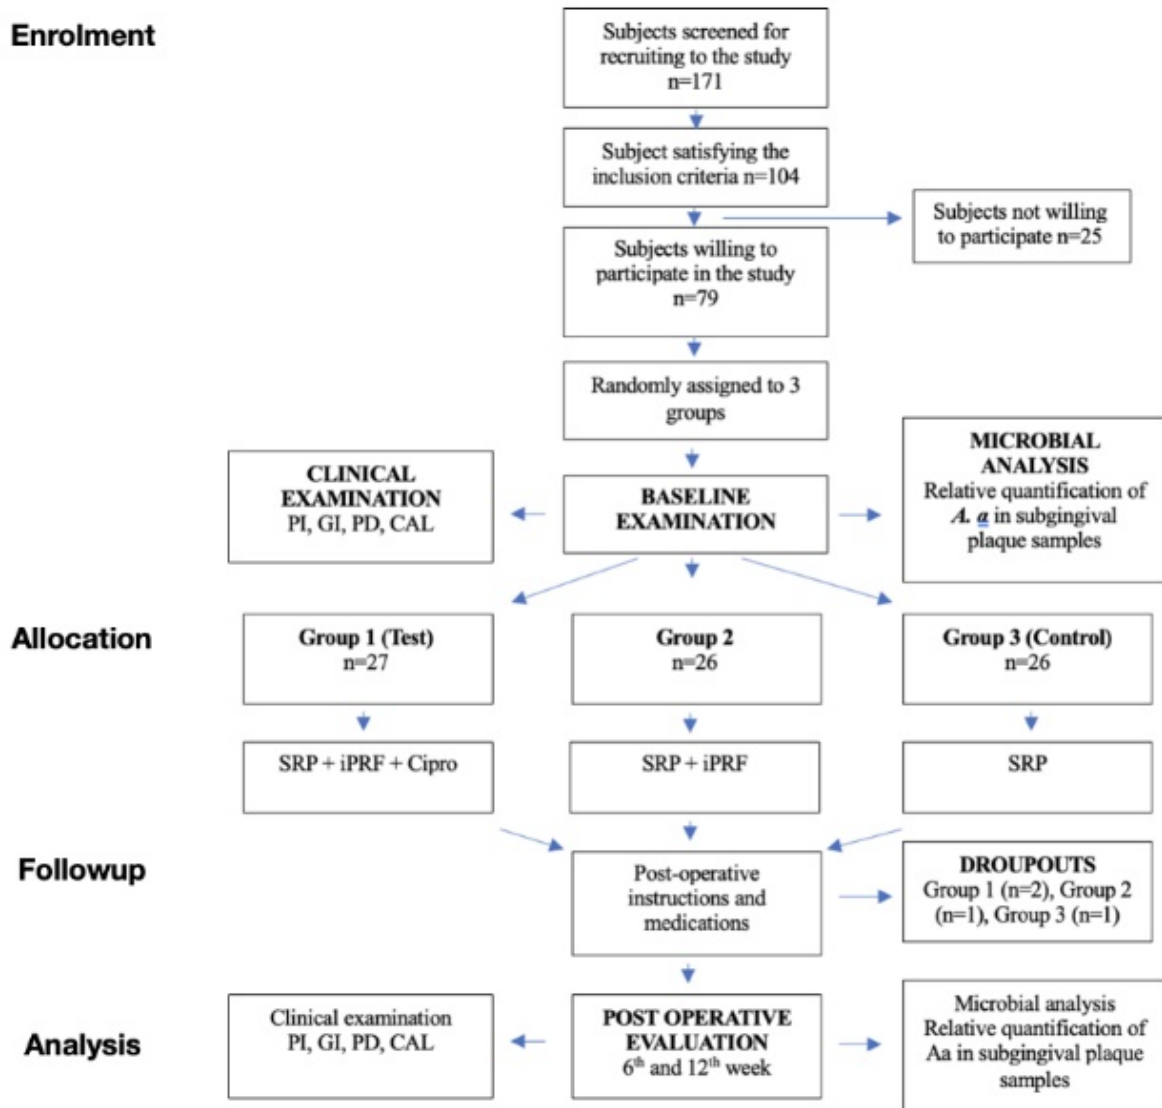 Enrolment
Subjects screened for
recruiting to the study
n=171
Subject satisfying the
inclusion criteria n=104
Subjects not willing
to participate n=25
Subjects willing to
participate in the study
n=79
Randomly assigned to 3
groups
CLINICAL
EXAMINATION
PI, GI, PD, CAL
BASELINE
EXAMINATION
MICROBIAL
ANALYSIS
Relative quantification of
A. a in subgingival
plaque samples
Allocation
Group 1 (Test)
n=27
Group 2
n=26
Group 3 (Control)
n=26
SRP + iPRF + Cipro
SRP + iPRF
SRP
Followup
Post-operative
instructions and
medications
DROUPOUTS
Group 1 (n=2), Group 2
(n=1), Group 3 (n=1)
Analysis
Clinical examination
PI, GI, PD, CAL
POST OPERATIVE
EVALUATION
6th and 12th week
Microbial analysis
Relative quantification of
Aa in subgingival plaque
samples